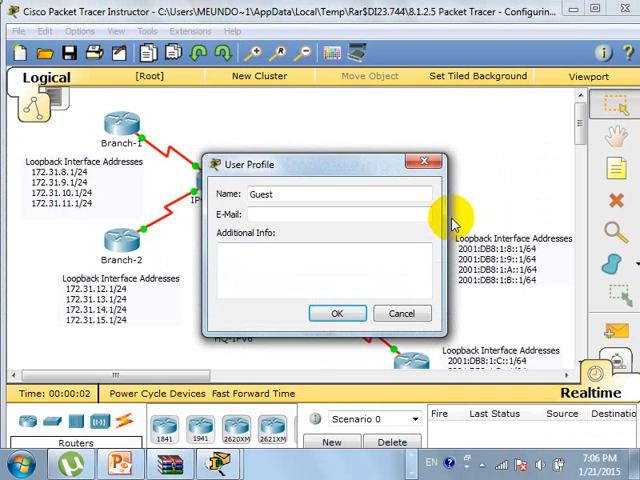 Cisco Packet Tracer Instructor - C:\Users\MEUNDO~1\AppData\Local\Temp\Rar$DI23.744\8.1.2.5 Packet Tracer - Configurin...
File Edit Options View Tools Extensions Help
Logical [Root] New Cluster Move Object Set Tiled Background Viewport
Branch-1
Loopback Interface Addresses
172.31.8.1/24
172.31.9.1/24
172.31.10.1/24
172.31.11.1/24
Branch-2
Loopback Interface Addresses
172.31.12.1/24
172.31.13.1/24
172.31.14.1/24
172.31.15.1/24
User Profile
Name: Guest
E-Mail:
Additional Info:
OK Cancel
HQ-IPV6
Loopback Interface Addresses
2001:DB8:1:8::1/64
2001:DB8:1:9::1/64
2001:DB8:1:A::1/64
2001:DB8:1:B::1/64
Loopback Interface Addresses
2001:DB8:1:C::1/64
Time: 00:00:02 Power Cycle Devices Fast Forward Time Realtime
Routers
1841 1941 2620XM 2621XM
Scenario 0
New Delete
Fire Last Status Source Destinatio
EN 7:06 PM
1/21/2015